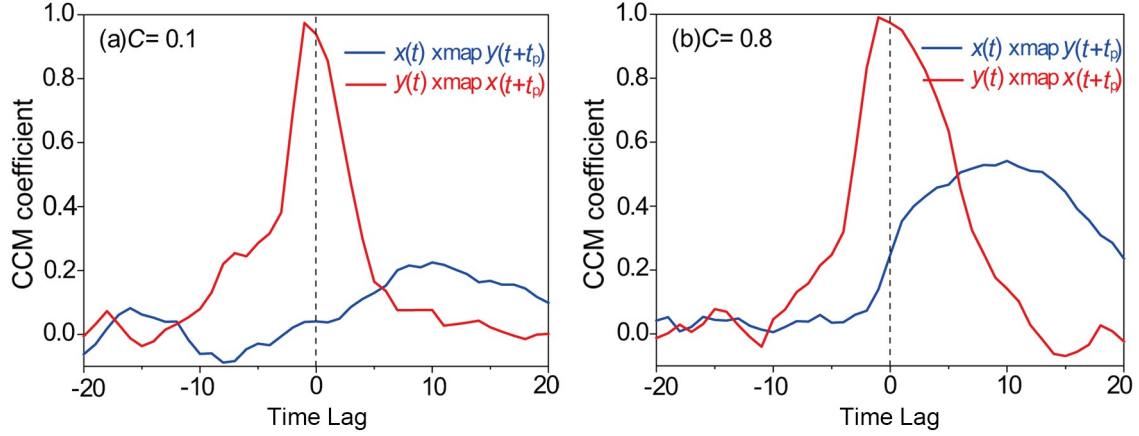 (a)C= 0.1
x(t) xmap y(t+tp)
y(t) xmap x(t+tp)
CCM coefficient
1.0
0.8
0.6
0.4
0.2
0.0
-20
-10
0
10
20
Time Lag
(b)C= 0.8
x(t) xmap y(t+tp)
y(t) xmap x(t+tp)
CCM coefficient
1.0
0.8
0.6
0.4
0.2
0.0
-20
-10
0
10
20
Time Lag